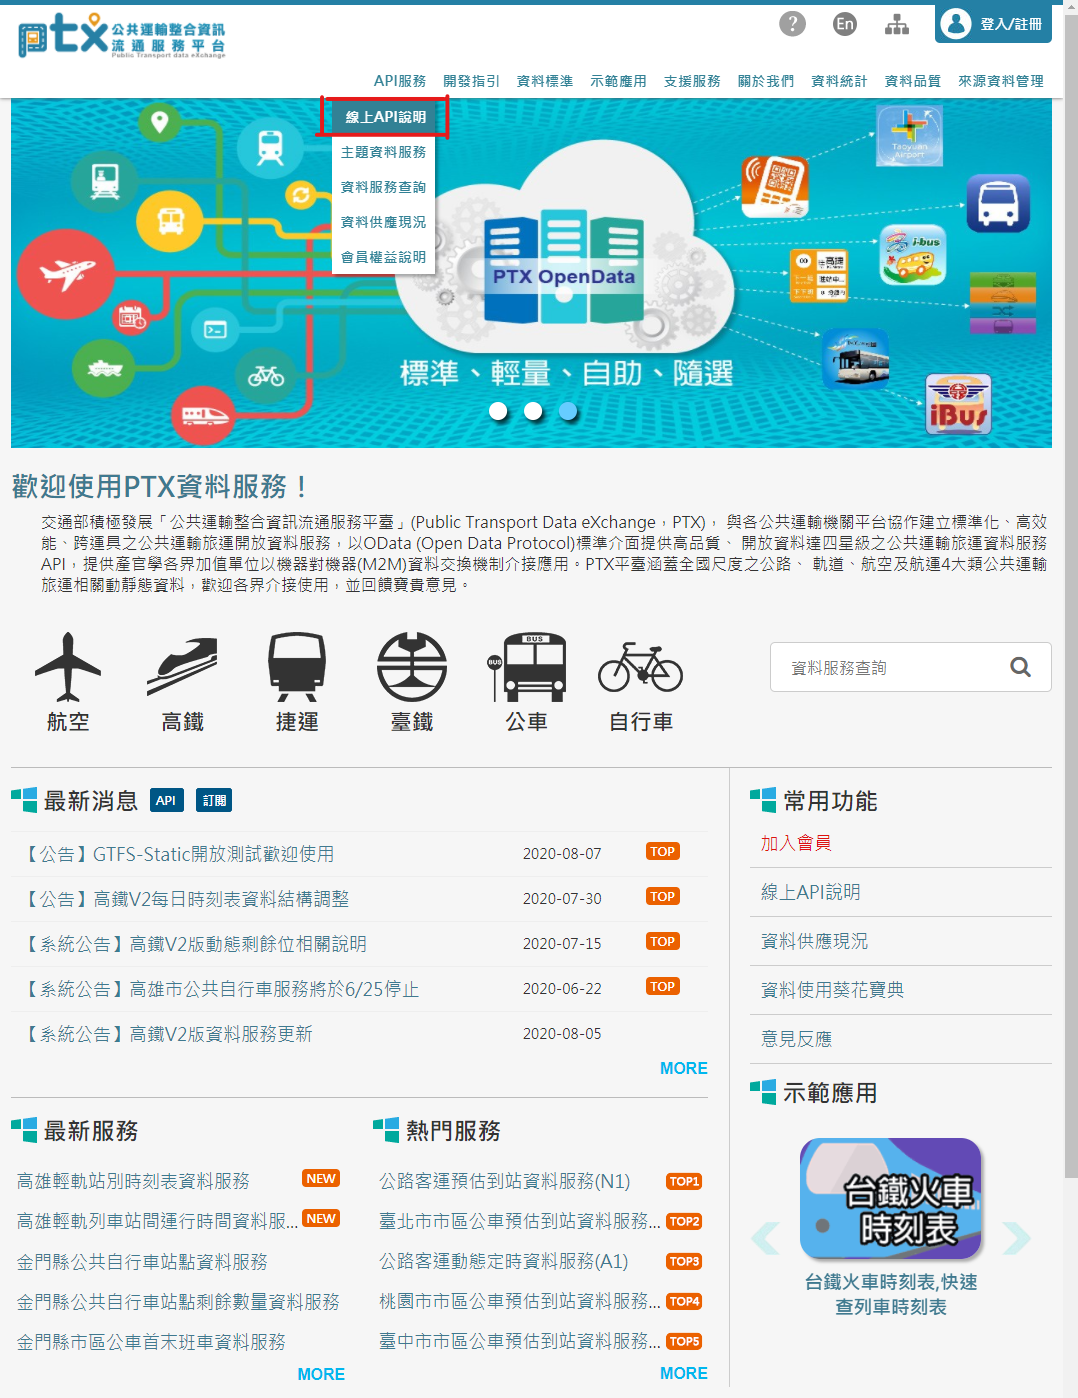 ptx 公共運輸整合資訊
流通服務平台
Public Transport data eXchange
? En 登入/註冊
API服務 開發指引 資料標準 示範應用 支援服務 關於我們 資料統計 資料品質 來源資料管理
線上API說明
主題資料服務
資料服務查詢
資料供應現況
會員權益說明
Taoyuan
Airport
i-bus
PTX OpenData
iBus
標準、輕量、自助、隨選
歡迎使用PTX資料服務！
交通部積極發展「公共運輸整合資訊流通服務平臺」(Public Transport Data eXchange，PTX)， 與各公共運輸機關平台協作建立標準化、高效
能、跨運具之公共運輸旅運開放資料服務，以OData (Open Data Protocol)標準介面提供高品質、 開放資料達四星級之公共運輸旅運資料服務
API，提供產官學各界加值單位以機器對機器(M2M)資料交換機制介接應用。PTX平臺涵蓋全國尺度之公路、 軌道、航空及航運4大類公共運輸
旅運相關動靜態資料，歡迎各界介接使用，並回饋寶貴意見。
BUS
BUS
航空 高鐵 捷運 臺鐵 公車 自行車
資料服務查詢
最新消息 API 訂閱
【公告】GTFS-Static開放測試歡迎使用 2020-08-07 TOP
【公告】高鐵V2每日時刻表資料結構調整 2020-07-30 TOP
【系統公告】高鐵V2版動態剩餘位相關說明 2020-07-15 TOP
【系統公告】高雄市公共自行車服務將於6/25停止 2020-06-22 TOP
【系統公告】高鐵V2版資料服務更新 2020-08-05
MORE
常用功能
加入會員
線上API說明
資料供應現況
資料使用葵花寶典
意見反應
最新服務
高雄輕軌站別時刻表資料服務 NEW
高雄輕軌列車站間運行時間資料服... NEW
金門縣公共自行車站點資料服務
金門縣公共自行車站點剩餘數量資料服務
金門縣市區公車首末班車資料服務
MORE
熱門服務
公路客運預估到站資料服務(N1) TOP1
臺北市市區公車預估到站資料服務... TOP2
公路客運動態定時資料服務(A1) TOP3
桃園市市區公車預估到站資料服務... TOP4
臺中市市區公車預估到站資料服務... TOP5
MORE
示範應用
台鐵火車
時刻表
台鐵火車時刻表,快速
查列車時刻表